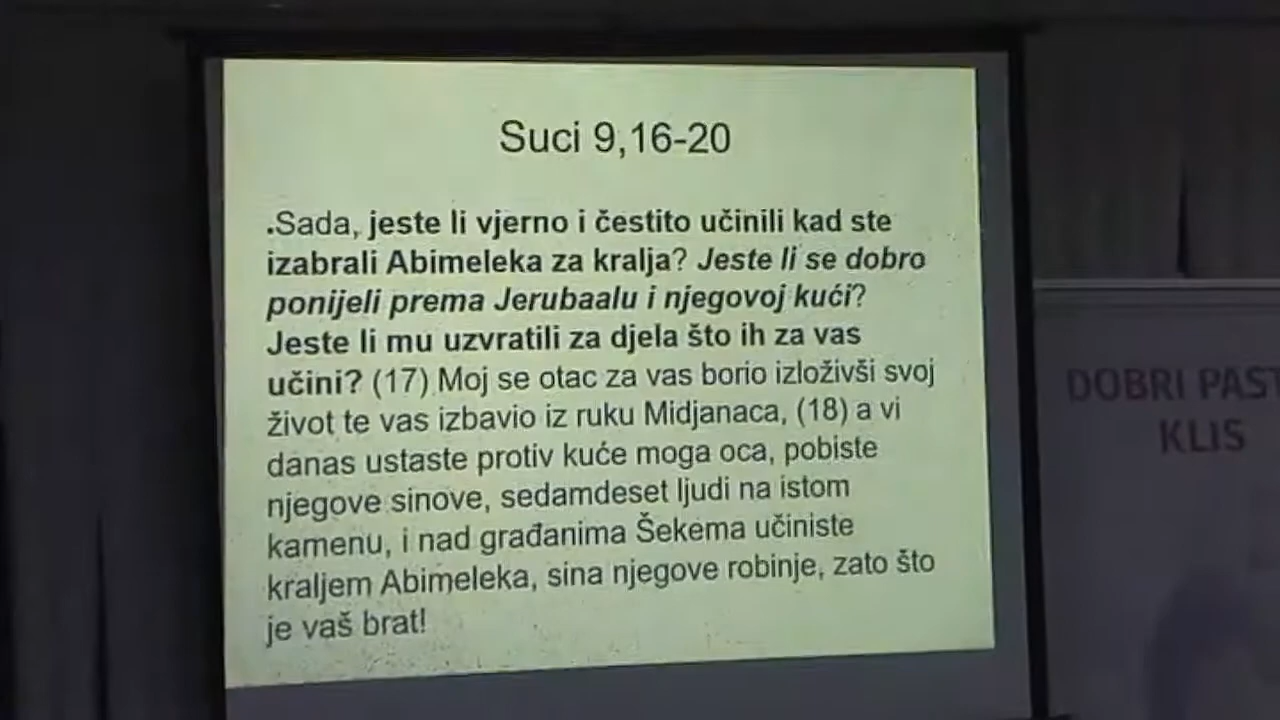 Suci 9,16-20
.Sada, jeste li vjerno i čestito učinili kad ste
izabrali Abimeleka za kralja? Jeste li se dobro
ponijeli prema Jerubaalu i njegovoj kući?
Jeste li mu uzvratili za djela što ih za vas
učini? (17) Moj se otac za vas borio izloživši svoj
život te vas izbavio iz ruku Midjanaca, (18) a vi
danas ustaste protiv kuće moga oca, pobiste
njegove sinove, sedamdeset ljudi na istom
kamenu, i nad građanima Šekema učiniste
kraljem Abimeleka, sina njegove robinje, zato što
je vaš brat!
DOBRI PAST
KLIS